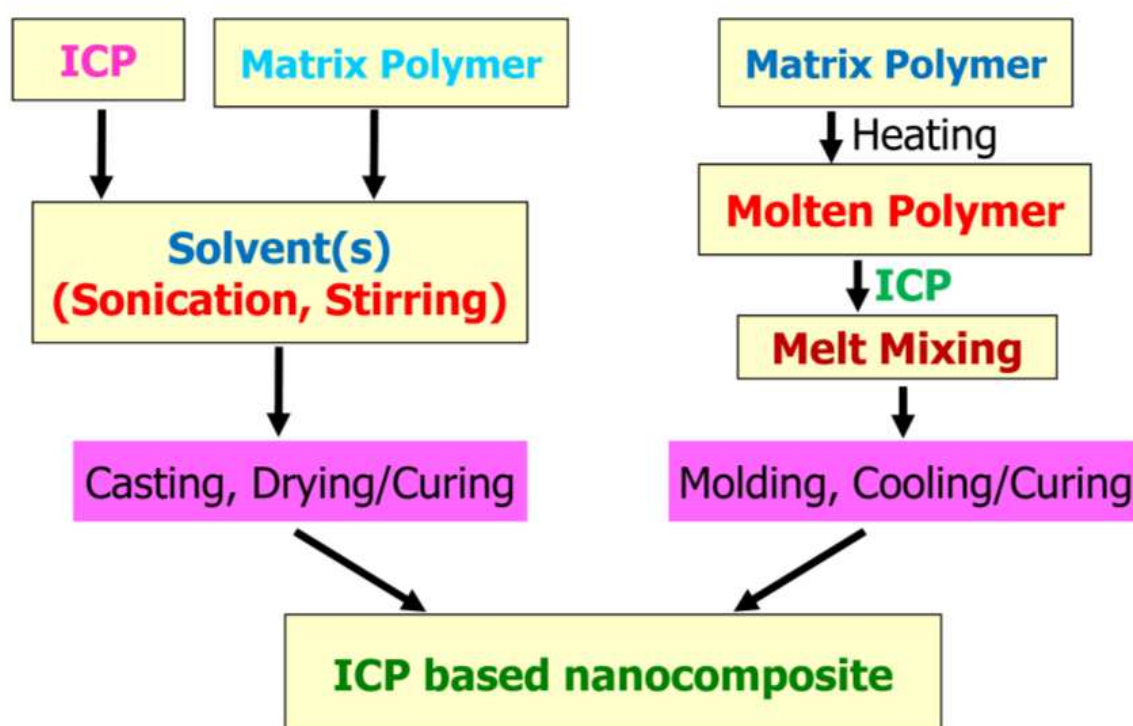 ICP
Matrix Polymer
Solvent(s)
(Sonication, Stirring)
Casting, Drying/Curing
Matrix Polymer
Heating
Molten Polymer
ICP
Melt Mixing
Molding, Cooling/Curing
ICP based nanocomposite